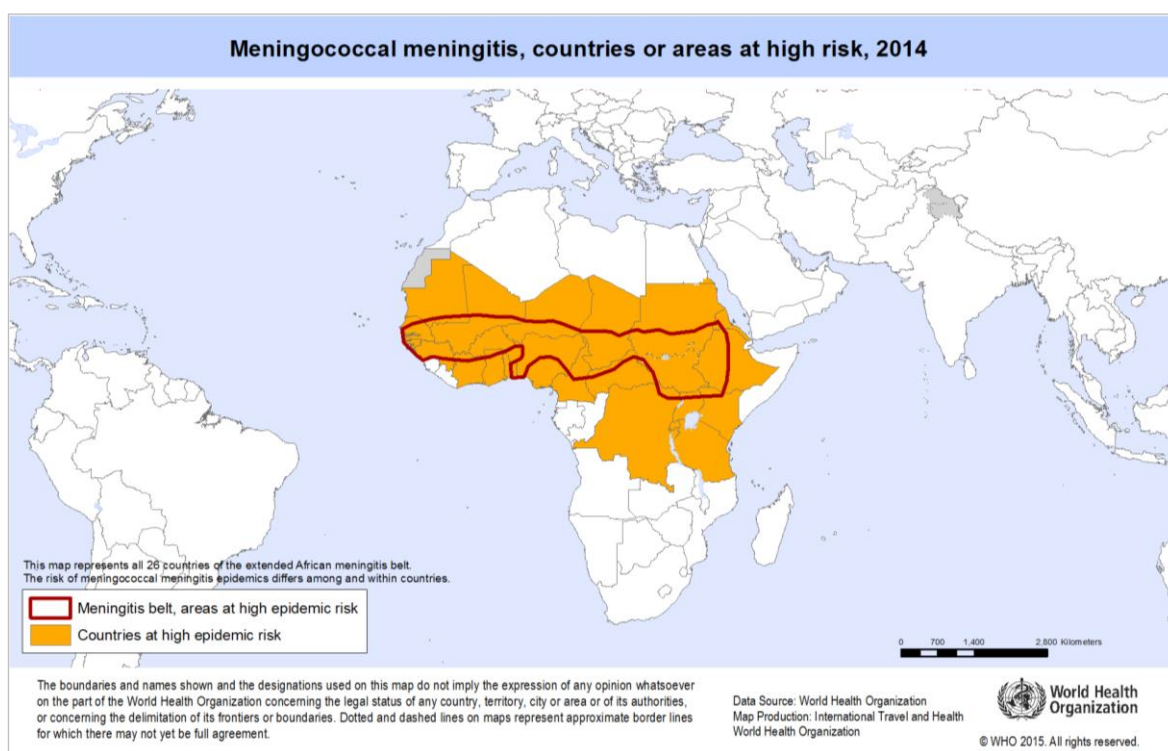 Meningococcal meningitis, countries or areas at high risk, 2014
This map represents all 26 countries of the extended African meningitis belt.
The risk of meningococcal meningitis epidemics differs among and within countries.
Meningitis belt, areas at high epidemic risk
Countries at high epidemic risk
0 700 1.400 2.800 Kilometers
The boundaries and names shown and the designations used on this map do not imply the expression of any opinion whatsoever
on the part of the World Health Organization concerning the legal status of any country, territory, city or area or of its authorities,
or concerning the delimitation of its frontiers or boundaries. Dotted and dashed lines on maps represent approximate border lines
for which there may not yet be full agreement.
Data Source: World Health Organization
Map Production: International Travel and Health
World Health Organization
World Health
Organization
© WHO 2015. All rights reserved.